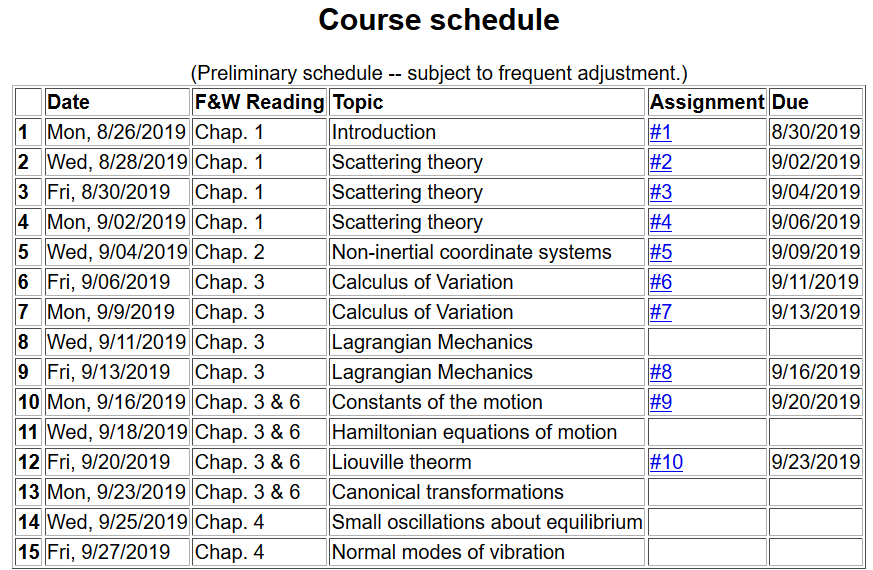 Course schedule
(Preliminary schedule -- subject to frequent adjustment.)
Date F&W Reading Topic Assignment Due
1 Mon, 8/26/2019 Chap. 1 Introduction #1 8/30/2019
2 Wed, 8/28/2019 Chap. 1 Scattering theory #2 9/02/2019
3 Fri, 8/30/2019 Chap. 1 Scattering theory #3 9/04/2019
4 Mon, 9/02/2019 Chap. 1 Scattering theory #4 9/06/2019
5 Wed, 9/04/2019 Chap. 2 Non-inertial coordinate systems #5 9/09/2019
6 Fri, 9/06/2019 Chap. 3 Calculus of Variation #6 9/11/2019
7 Mon, 9/9/2019 Chap. 3 Calculus of Variation #7 9/13/2019
8 Wed, 9/11/2019 Chap. 3 Lagrangian Mechanics
9 Fri, 9/13/2019 Chap. 3 Lagrangian Mechanics #8 9/16/2019
10 Mon, 9/16/2019 Chap. 3 & 6 Constants of the motion #9 9/20/2019
11 Wed, 9/18/2019 Chap. 3 & 6 Hamiltonian equations of motion
12 Fri, 9/20/2019 Chap. 3 & 6 Liouville theorm #10 9/23/2019
13 Mon, 9/23/2019 Chap. 3 & 6 Canonical transformations
14 Wed, 9/25/2019 Chap. 4 Small oscillations about equilibrium
15 Fri, 9/27/2019 Chap. 4 Normal modes of vibration